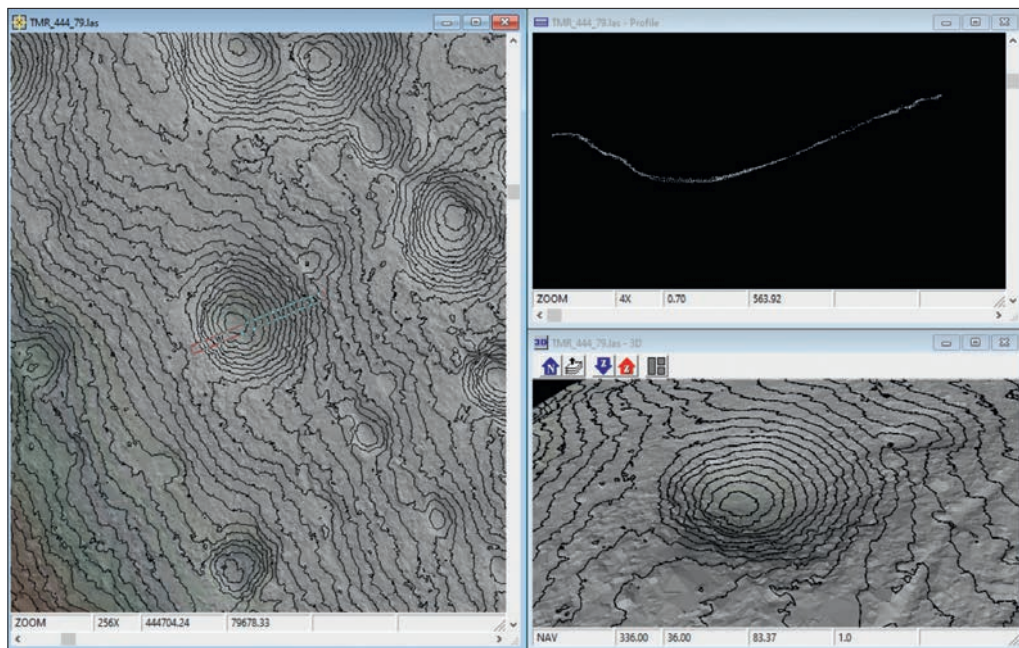 TMR_444_79.las
ZOOM 256X 444704.24 79678.33
TMR_444_79.las - Profile
ZOOM 4X 0.70 563.92
3D TMR_444_79.las - 3D
N Z Z
NAV 336.00 36.00 83.37 1.0